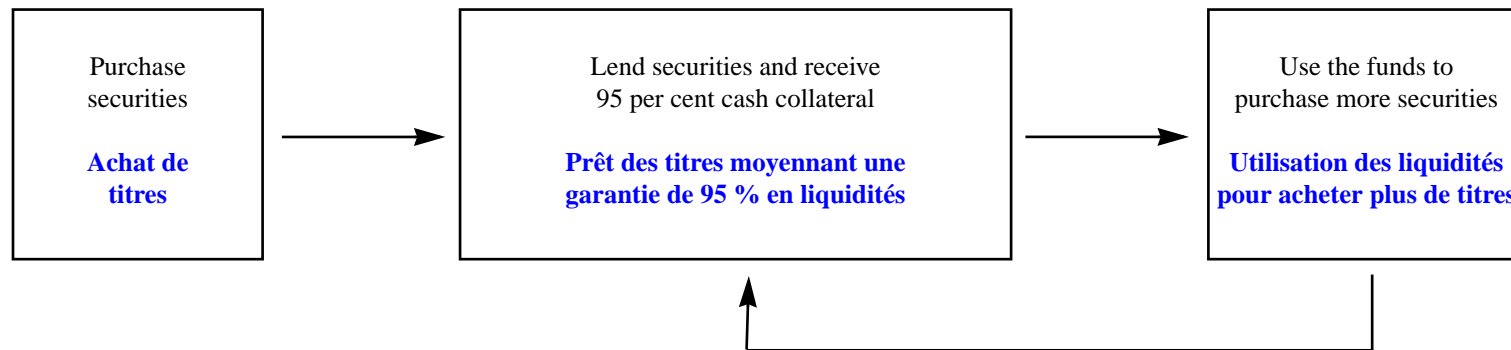 Purchase
securities
Achat de
titres
Lend securities and receive
95 per cent cash collateral
Prêt des titres moyennant une
garantie de 95 % en liquidités
Use the funds to
purchase more securities
Utilisation des liquidités
pour acheter plus de titres